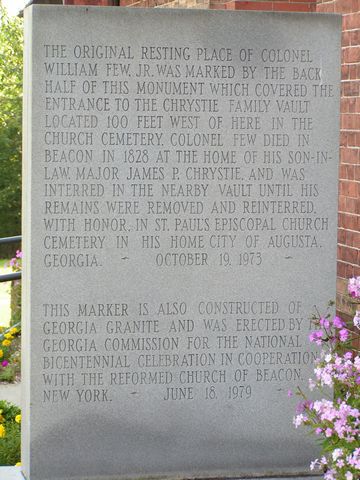 THE ORIGINAL RESTING PLACE OF COLONEL
WILLIAM FEW, JR. WAS MARKED BY THE BACK
HALF OF THIS MONUMENT WHICH COVERED THE
ENTRANCE TO THE CHRYSTIE FAMILY VAULT
LOCATED 100 FEET WEST OF HERE IN THE
CHURCH CEMETERY. COLONEL FEW DIED IN
BEACON IN 1828 AT THE HOME OF HIS SON-IN-
LAW, MAJOR JAMES P. CHRYSTIE, AND WAS
INTERRED IN THE NEARBY VAULT UNTIL HIS
REMAINS WERE REMOVED AND REINTERRED,
WITH HONOR, IN ST. PAUL'S EPISCOPAL CHURCH
CEMETERY IN HIS HOME CITY OF AUGUSTA,
GEORGIA. ~ OCTOBER 19, 1973 ~
THIS MARKER IS ALSO CONSTRUCTED OF
GEORGIA GRANITE AND WAS ERECTED BY
GEORGIA COMMISSION FOR THE NATIONAL
BICENTENNIAL CELEBRATION IN COOPERATION
WITH THE REFORMED CHURCH OF BEACON,
NEW YORK. ~ JUNE 18, 1979 ~